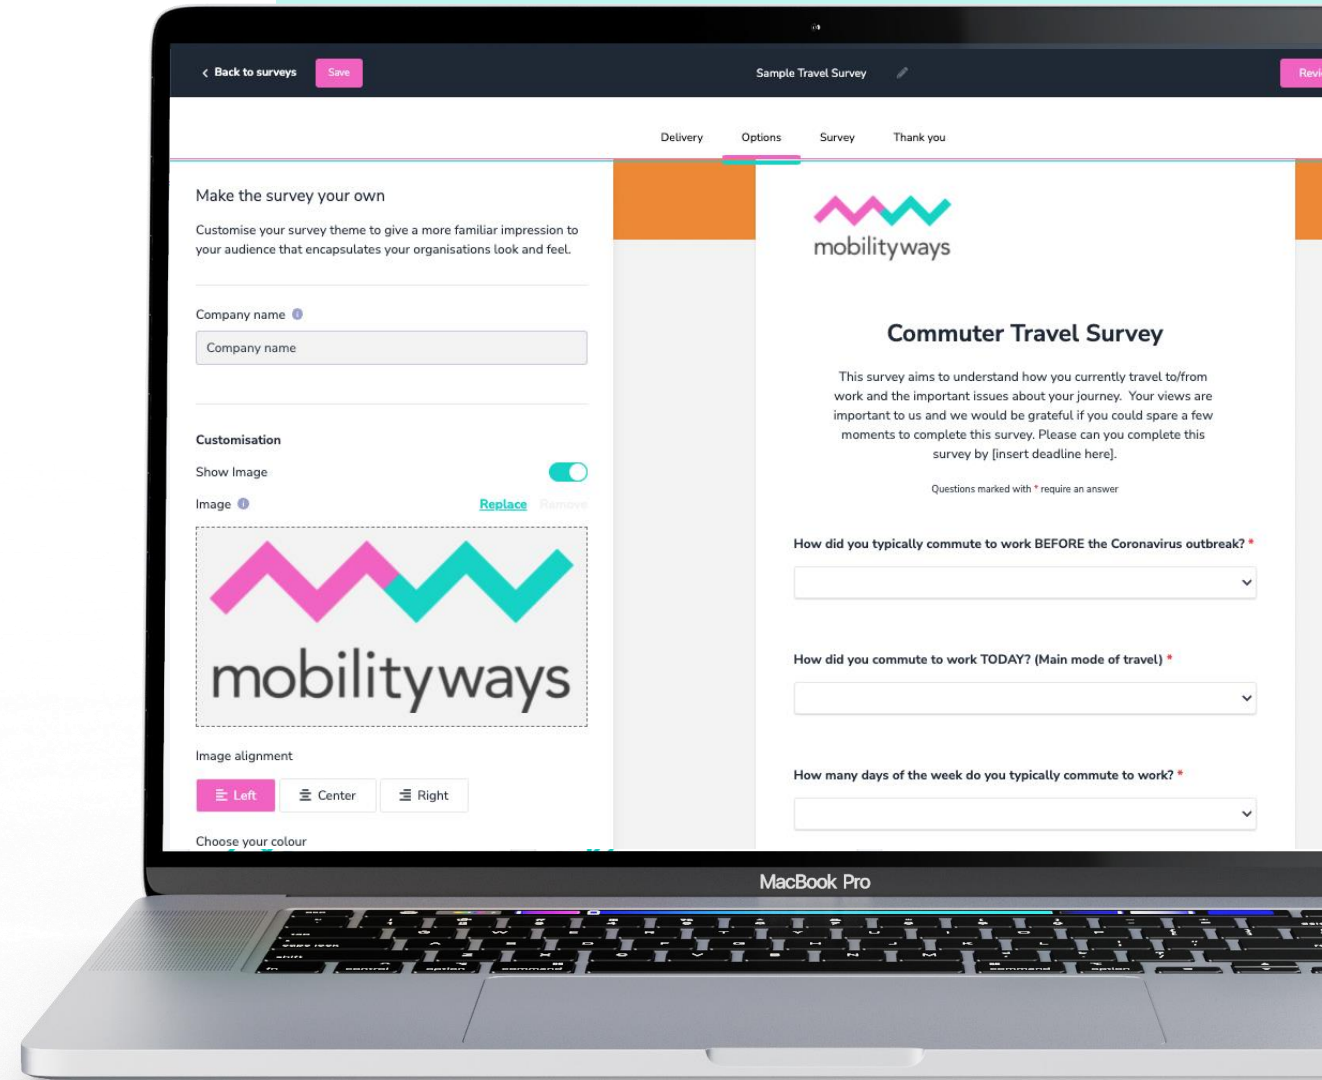 Back to surveys
Save
Sample Travel Survey
Delivery
Options
Survey
Thank you
Make the survey your own
Customise your survey theme to give a more familiar impression to
your audience that encapsulates your organisations look and feel.
Company name
Company name
Customisation
Show Image
Image
Replace
Remove
mobilityways
Image alignment
Left
Center
Right
Choose your colour
mobilityways
Commuter Travel Survey
This survey aims to understand how you currently travel to/from
work and the important issues about your journey. Your views are
important to us and we would be grateful if you could spare a few
moments to complete this survey. Please can you complete this
survey by [insert deadline here].
Questions marked with * require an answer
How did you typically commute to work BEFORE the Coronavirus outbreak? *
How did you commute to work TODAY? (Main mode of travel) *
How many days of the week do you typically commute to work? *
MacBook Pro
fn
control
option
command
command
option